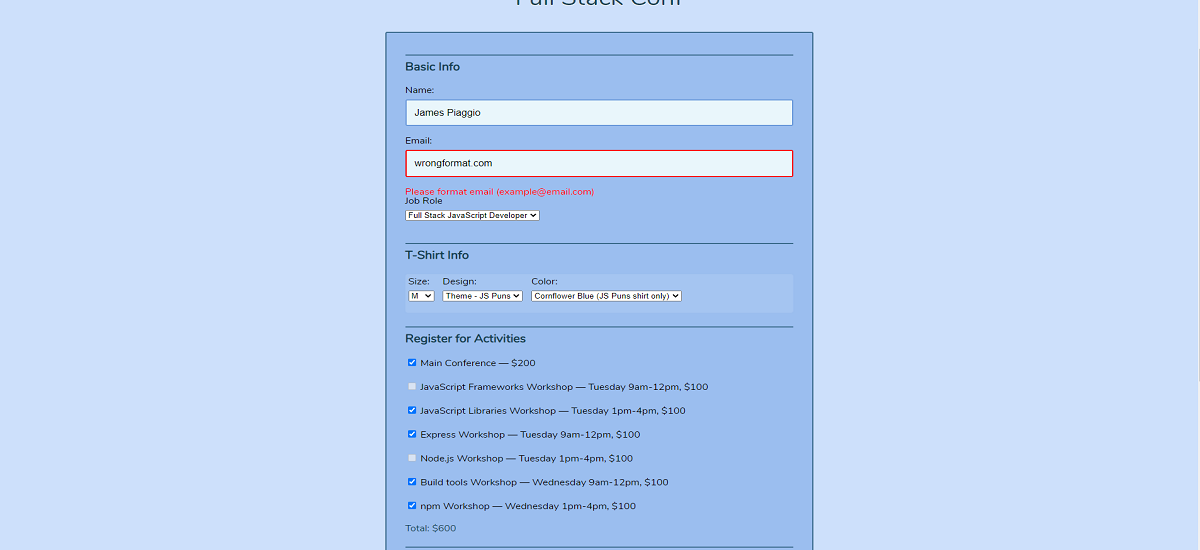 Full Stack Conf
Basic Info
Name:
James Piaggio
Email:
wrongformat.com
Please format email (example@email.com)
Job Role
Full Stack JavaScript Developer
T-Shirt Info
Size: Design: Color:
M Theme - JS Puns Cornflower Blue (JS Puns shirt only)
Register for Activities
Main Conference — $200
JavaScript Frameworks Workshop — Tuesday 9am-12pm, $100
JavaScript Libraries Workshop — Tuesday 1pm-4pm, $100
Express Workshop — Tuesday 9am-12pm, $100
Node.js Workshop — Tuesday 1pm-4pm, $100
Build tools Workshop — Wednesday 9am-12pm, $100
npm Workshop — Wednesday 1pm-4pm, $100
Total: $600